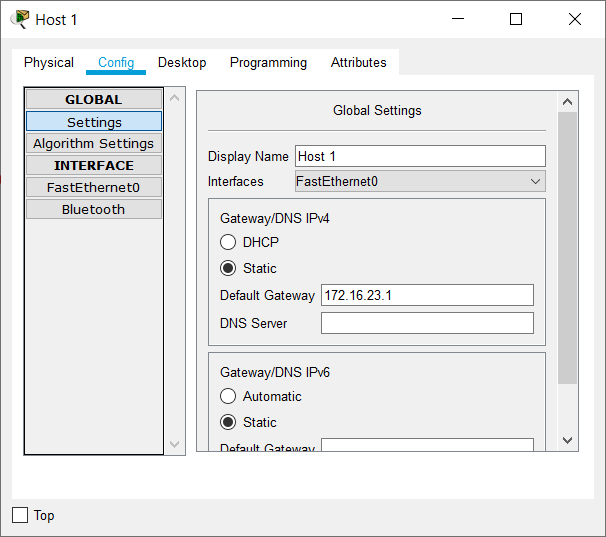 Host 1
Physical Config Desktop Programming Attributes
GLOBAL
Settings
Algorithm Settings
INTERFACE
FastEthernet0
Bluetooth
Global Settings
Display Name Host 1
Interfaces FastEthernet0
Gateway/DNS IPv4
DHCP
Static
Default Gateway 172.16.23.1
DNS Server
Gateway/DNS IPv6
Automatic
Static
Default Gateway
Top